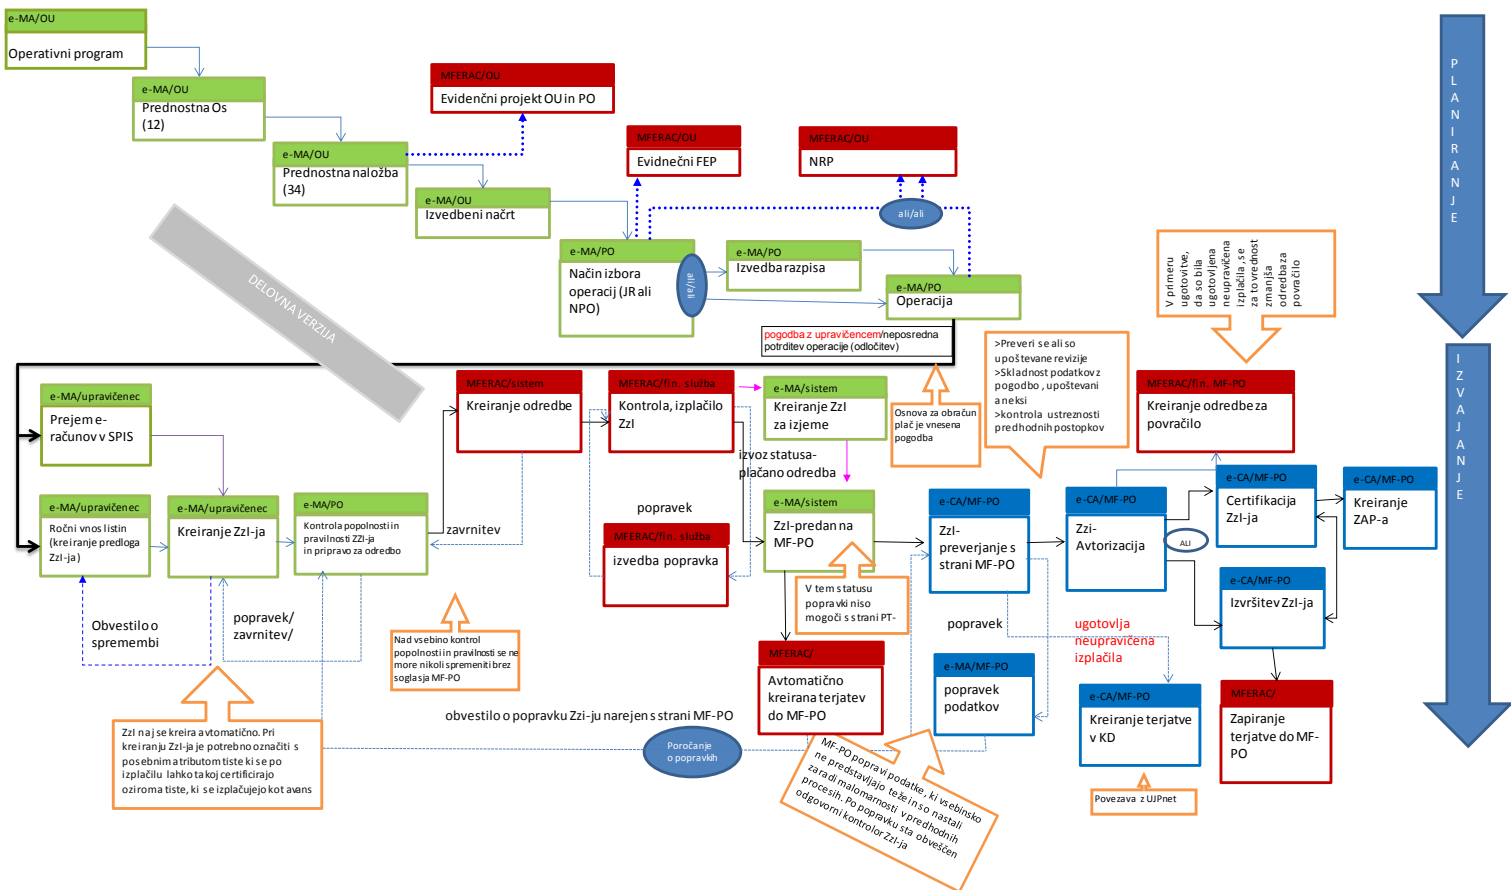 e-MA/OU
Operativni program
e-MA/OU
Prednostna Os
(12)
MFERAC/OU
Evidenčni projekt OU in PO
e-MA/OU
Prednostna naložba
(34)
MFERAC/OU
Evidnečni FEP
MFERAC/OU
NRP
e-MA/OU
Izvedbeni načrt
ali/ali
e-MA/PO
Način izbora
operacij (JR ali
NPO)
ali/ali
e-MA/PO
Izvedba razpisa
e-MA/PO
Operacija
PLANIRANJE
IZVAJANJE
DELOVNA VERZIJA
V primeru
ugotovitve,
da so bila
ugotovljena
neupravičena
izplačila, se
za to vrednost
zmanjša
odredba za
povračilo
pogodba z upravičencem/neposredna
potrditev operacije (odločitev)
>Preveri se ali so
upoštevane revizije
>Skladnost podatkov z
pogodbo , upoštevani
aneksi
>kontrola ustreznosti
predhodnih postopkov
e-MA/upravičenec
Prejem e-
računov v SPIS
MFERAC/sistem
Kreiranje odredbe
MFERAC/fin. služba
Kontrola, izplačilo
ZzI
e-MA/sistem
Kreiranje ZzI
za izjeme
Osnova za obračun
plač je vnesena
pogodba
MFERAC/fin. MF-PO
Kreiranje odredbe za
povračilo
izvoz statusa-
plačano odredba
e-MA/upravičenec
Ročni vnos listin
(kreiranje predloga
ZzI-ja)
e-MA/upravičenec
Kreiranje ZzI-ja
e-MA/PO
Kontrola popolnosti in
pravilnosti ZZI-ja
in pripravo za odredbo
zavrnitev
popravek
MFERAC/fin. služba
izvedba popravka
e-MA/sistem
ZzI-predan na
MF-PO
e-CA/MF-PO
ZzI-
preverjanje s
strani MF-PO
e-CA/MF-PO
Zzi-
Avtorizacija
ALI
e-CA/MF-PO
Certifikacija
ZzI-ja
e-CA/MF-PO
Kreiranje
ZAP-a
e-CA/MF-PO
Izvršitev ZzI-ja
V tem statusu
popravki niso
mogoči s strani PT-
Obvestilo o
spremembi
popravek/
zavrnitev/
Nad vsebino kontrol
popolnosti in pravilnosti se ne
more nikoli spremeniti brez
soglasja MF-PO
popravek
ugotovlja
neupravičena
izplačila
MFERAC/
Avtomatično
kreirana terjatev
do MF-PO
e-MA/MF-PO
popravek
podatkov
e-CA/MF-PO
Kreiranje terjatve
v KD
MFERAC/
Zapiranje
terjatve do MF-
PO
obvestilo o popravku Zzi-ju narejen s strani MF-PO
Poročanje
o popravkih
ZzI naj se kreira avtomatično. Pri
kreiranju ZzI-ja je potrebno označiti s
posebnim atributom tiste ki se po
izplačilu lahko takoj certificirajo
oziroma tiste, ki se izplačujejo kot avans
MF-PO popravi podatke, ki vsebinsko
ne predstavljajo teže in so nastali
zaradi malomarnosti v predhodnih
procesih. Po popravku sta obveščen
odgovorni kontrolor ZzI-ja
Povezava z UJPnet